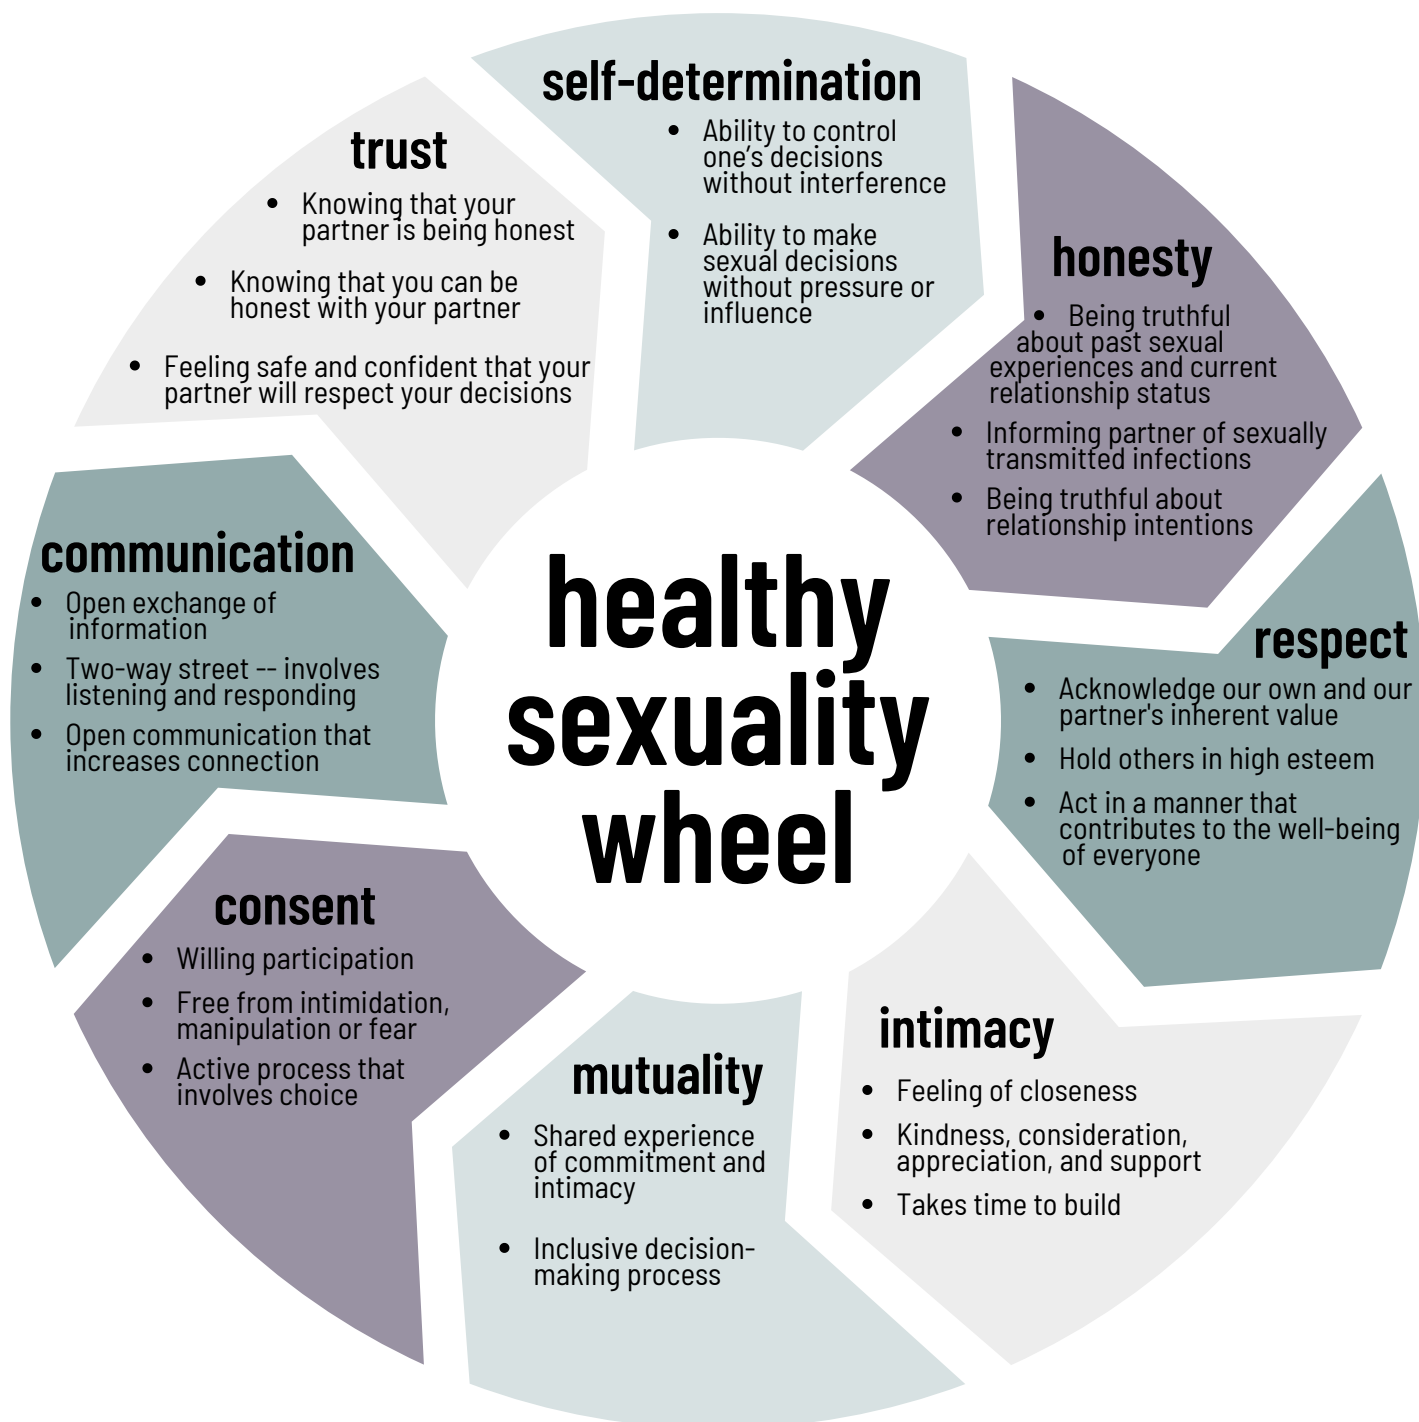 self-determination
• Ability to control
one’s decisions
without interference
• Ability to make
sexual decisions
without pressure or
influence
honesty
• Being truthful
about past sexual
experiences and current
relationship status
• Informing partner of sexually
transmitted infections
• Being truthful about
relationship intentions
respect
• Acknowledge our own and our
partner's inherent value
• Hold others in high esteem
• Act in a manner that
contributes to the well-being
of everyone
intimacy
• Feeling of closeness
• Kindness, consideration,
appreciation, and support
• Takes time to build
mutuality
• Shared experience
of commitment and
intimacy
• Inclusive decision-
making process
consent
• Willing participation
• Free from intimidation,
manipulation or fear
• Active process that
involves choice
communication
• Open exchange of
information
• Two-way street -- involves
listening and responding
• Open communication that
increases connection
trust
• Knowing that your
partner is being honest
• Knowing that you can be
honest with your partner
• Feeling safe and confident that your
partner will respect your decisions
healthy
sexuality
wheel